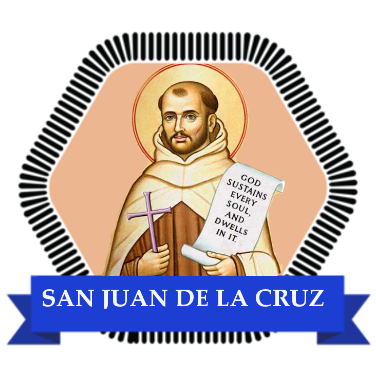 GOD
SUSTAINS
EVERY
SOUL,
AND
DWELLS
IN IT.
SAN JUAN DE LA CRUZ